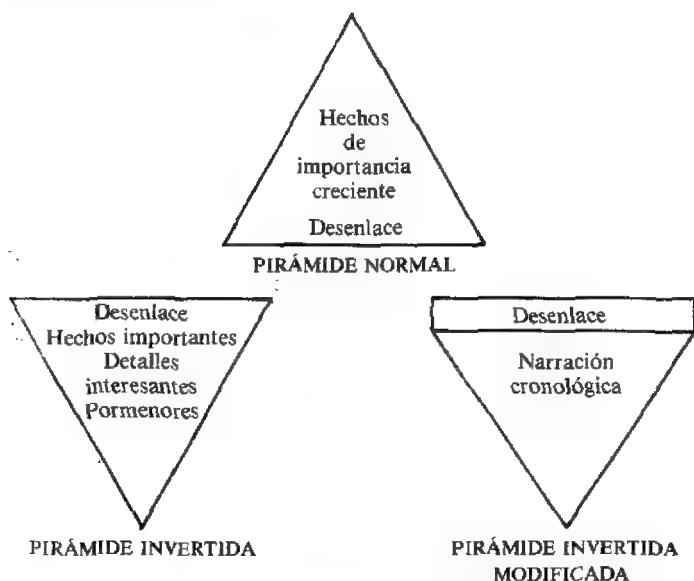 Hechos
de
importancia
creciente
Desenlace
PIRÁMIDE NORMAL
Desenlace
Hechos importantes
Detalles
interesantes
Pormenores
PIRÁMIDE INVERTIDA
Desenlace
Narración
cronológica
PIRÁMIDE INVERTIDA
MODIFICADA